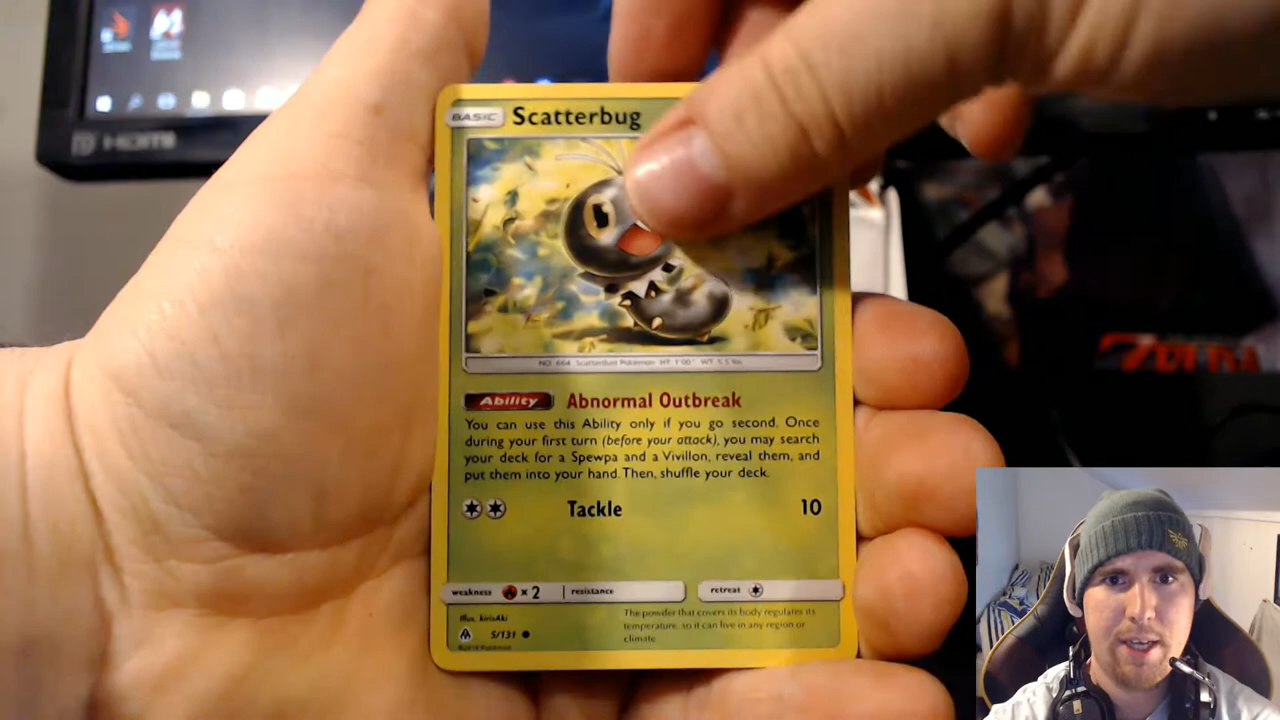 HDMI
BASIC Scatterbug
NO. 664 Scatterdust Pokémon HT: 1'00" WT: 5.5 lbs.
Ability Abnormal Outbreak
You can use this Ability only if you go second. Once
during your first turn (before your attack), you may search
your deck for a Spewpa and a Vivillon, reveal them, and
put them into your hand. Then, shuffle your deck.
Tackle 10
weakness × 2 resistance retreat
Illus. kirisAki
The powder that covers its body regulates its
temperature, so it can live in any region or
climate.
5/131
ZELDA